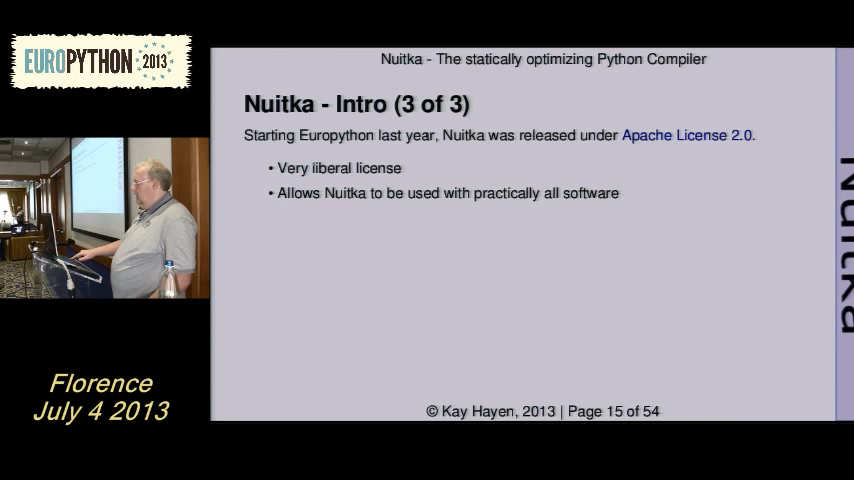 EUROPYTHON 2013
Nuitka - The statically optimizing Python Compiler
Nuitka - Intro (3 of 3)
Starting Europython last year, Nuitka was released under Apache License 2.0.
• Very liberal license
• Allows Nuitka to be used with practically all software
Nuitka
© Kay Hayen, 2013 | Page 15 of 54
Florence
July 4 2013